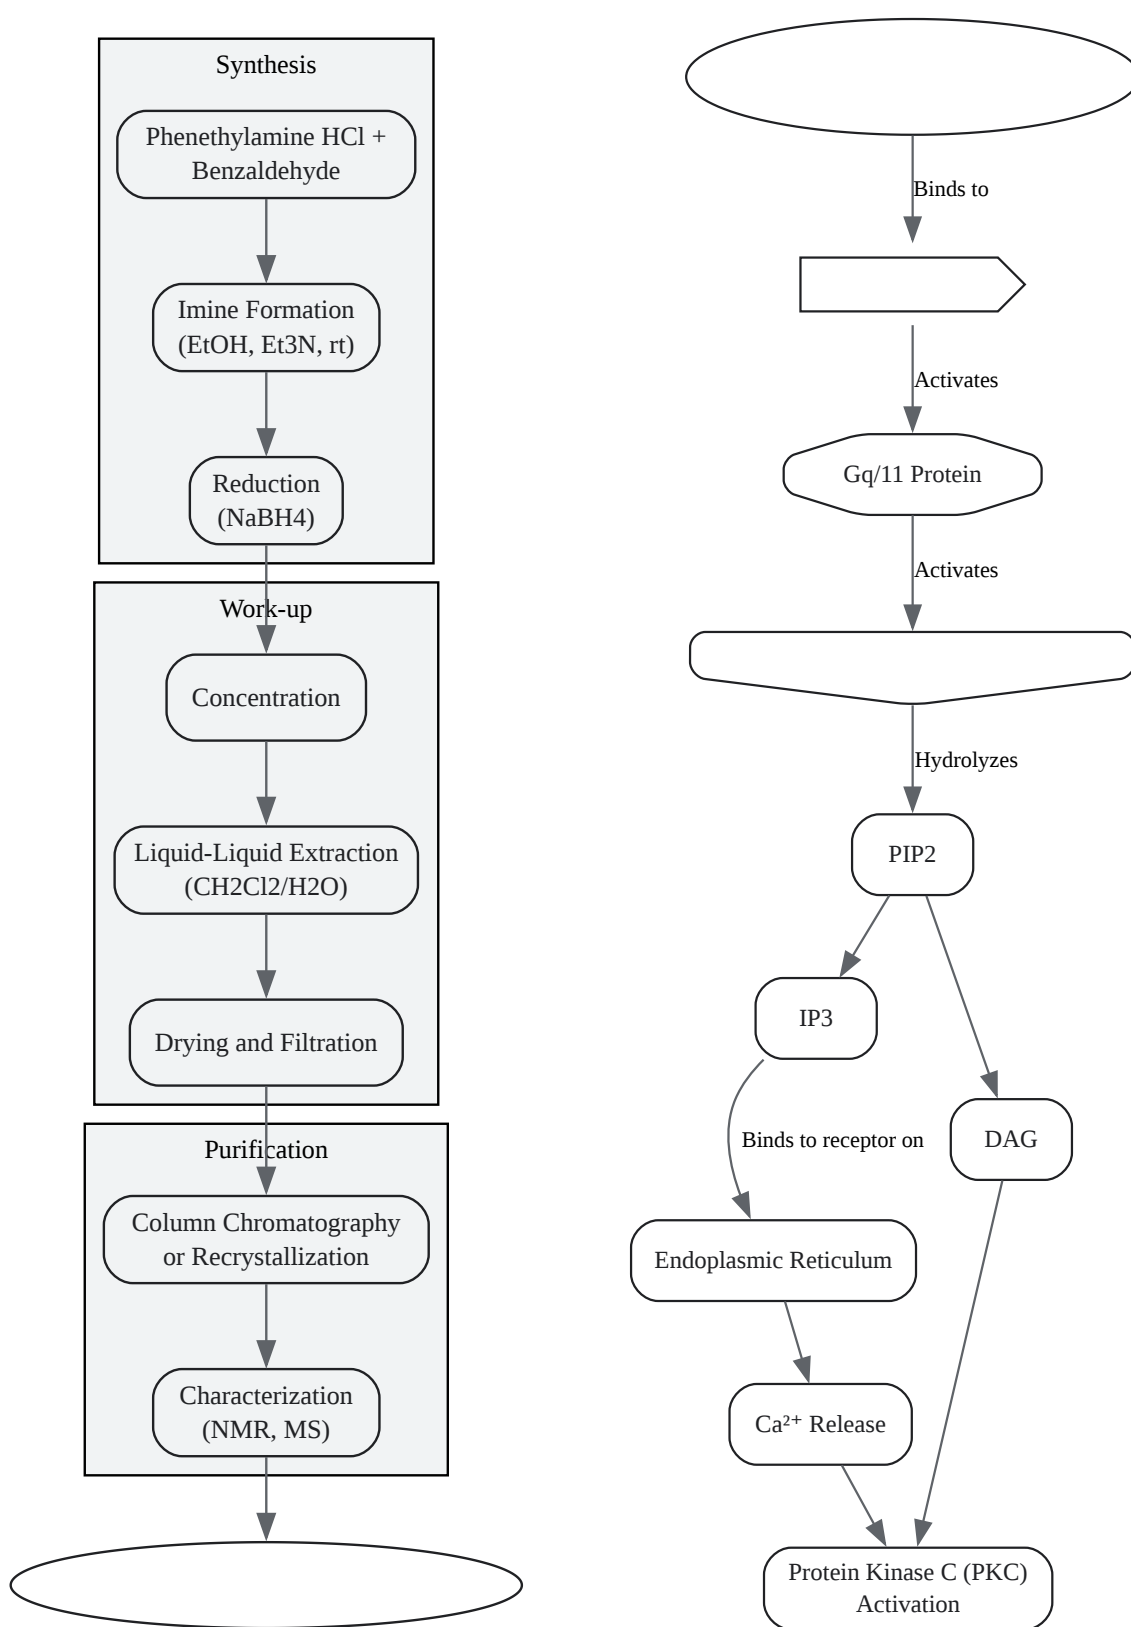 Synthesis
Phenethylamine HCl +
Benzaldehyde
Imine Formation
(EtOH, Et3N, rt)
Reduction
(NaBH4)
Work-up
Concentration
Liquid-Liquid Extraction
(CH2Cl2/H2O)
Drying and Filtration
Purification
Column Chromatography
or Recrystallization
Characterization
(NMR, MS)
Binds to
Activates
Gq/11 Protein
Activates
Hydrolyzes
PIP2
IP3
Binds to receptor on
DAG
Endoplasmic Reticulum
Ca²⁺ Release
Protein Kinase C (PKC)
Activation